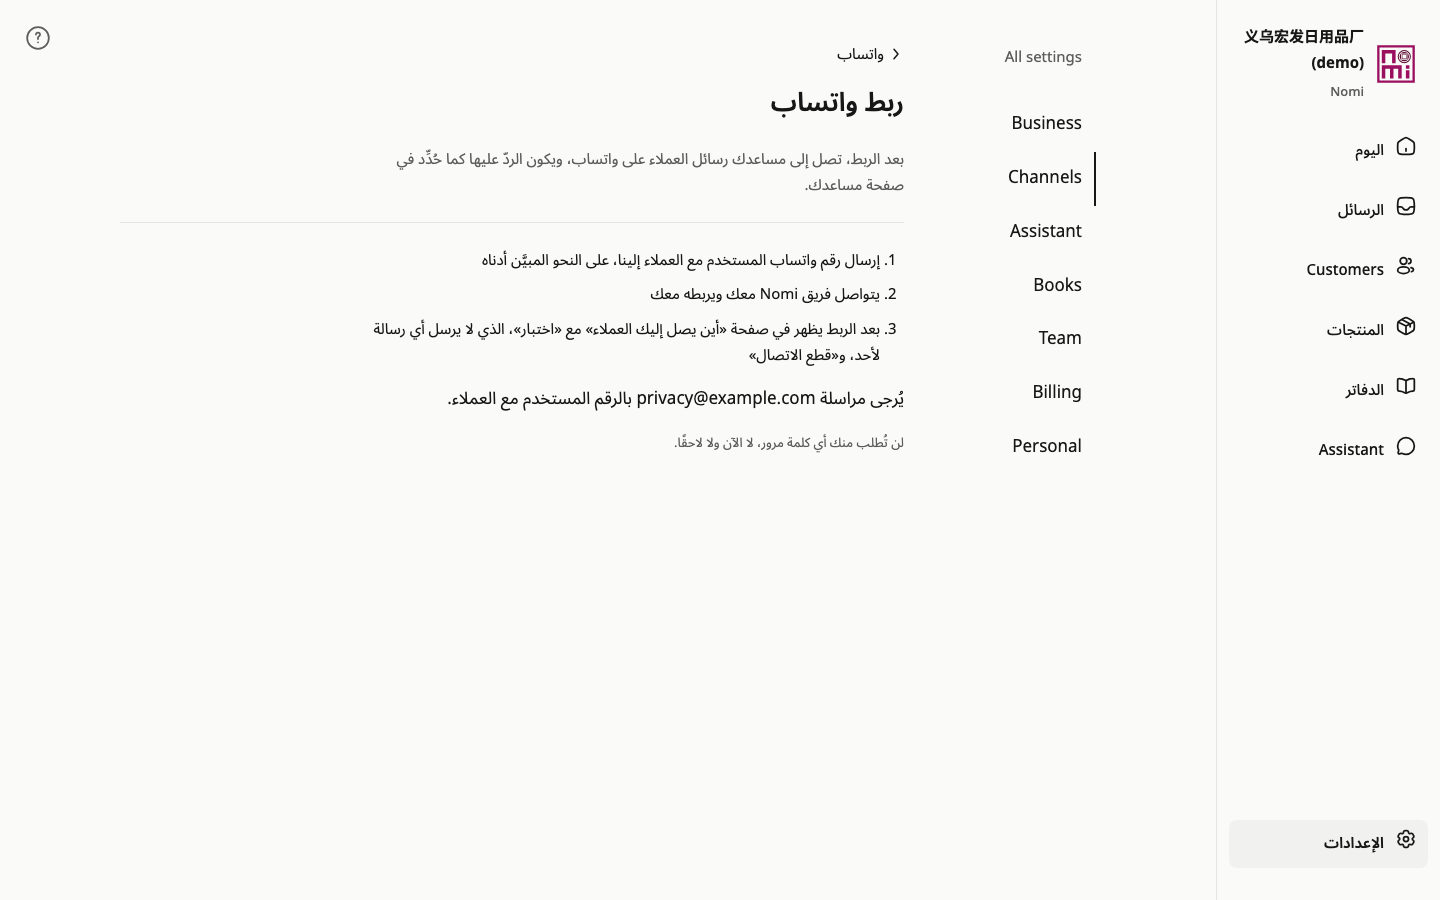 义乌宏发日用品厂
(demo)
Nomi
اليوم
الرسائل
Customers
المنتجات
الدفاتر
Assistant
الإعدادات
All settings
Business
Channels
Assistant
Books
Team
Billing
Personal
واتساب
ربط واتساب
بعد الربط، تصل إلى مساعدك رسائل العملاء على واتساب، ويكون الردّ عليها كما حُدِّد في
صفحة مساعدك.
1. إرسال رقم واتساب المستخدم مع العملاء إلينا، على النحو المبيَّن أدناه
2. يتواصل فريق Nomi معك ويربطه معك
3. بعد الربط يظهر في صفحة «أين يصل إليك العملاء» مع «اختبار»، الذي لا يرسل أي رسالة
لأحد، و«قطع الاتصال»
يُرجى مراسلة privacy@example.com بالرقم المستخدم مع العملاء.
لن تُطلب منك أي كلمة مرور، لا الآن ولا لاحقًا.